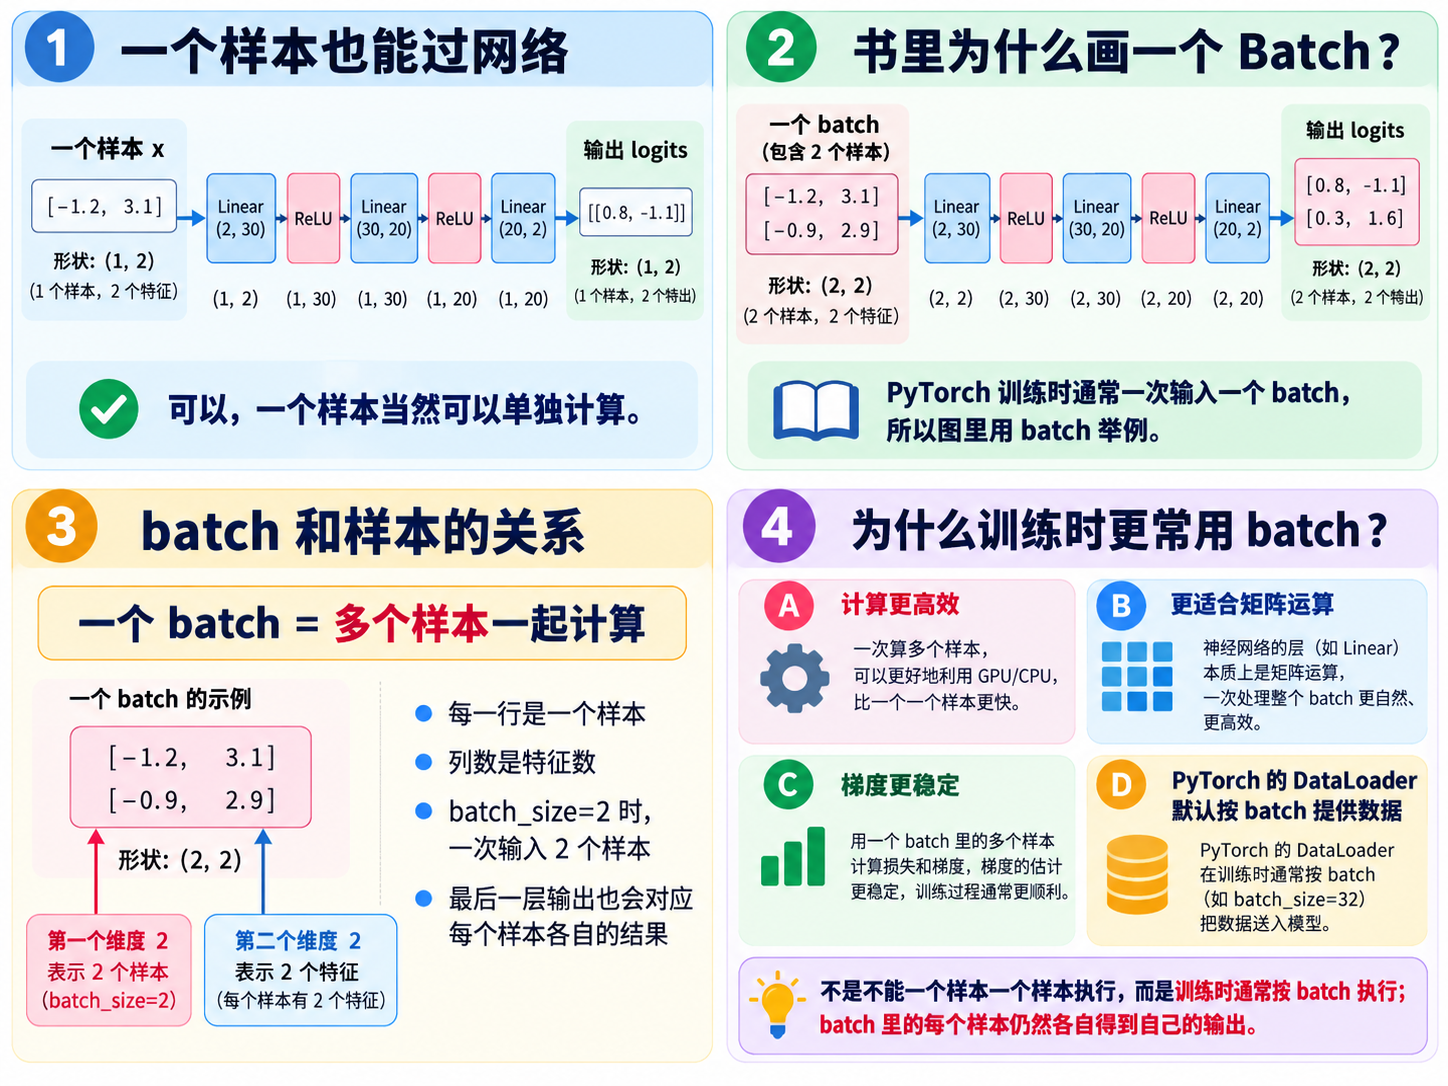 1 一个样本也能过网络
一个样本 x
[-1.2, 3.1]
形状: (1, 2)
(1 个样本，2 个特征)
Linear
(2, 30)
ReLU
Linear
(30, 20)
ReLU
Linear
(20, 2)
(1, 2) (1, 30) (1, 30) (1, 20) (1, 20)
输出 logits
[[0.8, -1.1]]
形状: (1, 2)
(1 个样本，2 个特出)
可以，一个样本当然可以单独计算。
2 书里为什么画一个 Batch？
一个 batch
(包含 2 个样本)
[-1.2, 3.1]
[-0.9, 2.9]
形状: (2, 2)
(2 个样本，2 个特征)
Linear
(2, 30)
ReLU
Linear
(30, 20)
ReLU
Linear
(20, 2)
(2, 2) (2, 30) (2, 30) (2, 20) (2, 20)
输出 logits
[0.8, -1.1]
[0.3, 1.6]
形状: (2, 2)
(2 个样本，2 个特出)
PyTorch 训练时通常一次输入一个 batch，
所以图里用 batch 举例。
3 batch 和样本的关系
一个 batch = 多个样本一起计算
一个 batch 的示例
[-1.2, 3.1]
[-0.9, 2.9]
形状: (2, 2)
第一个维度 2
表示 2 个样本
(batch_size=2)
第二个维度 2
表示 2 个特征
(每个样本有 2 个特征)
每一行是一个样本
列数是特征数
batch_size=2 时，
一次输入 2 个样本
最后一层输出也会对应
每个样本各自的结果
4 为什么训练时更常用 batch？
A 计算更高效
一次算多个样本，
可以更好地利用 GPU/CPU，
比一个一个样本更快。
B 更适合矩阵运算
神经网络的层（如 Linear）
本质上是矩阵运算，
一次处理整个 batch 更自然、
更高效。
C 梯度更稳定
用一个 batch 里的多个样本
计算损失和梯度，梯度的估计
更稳定，训练过程通常更顺利。
D PyTorch 的 DataLoader
默认按 batch 提供数据
PyTorch 的 DataLoader
在训练时通常按 batch
（如 batch_size=32）
把数据送入模型。
不是不能一个样本一个样本执行，而是训练时通常按 batch 执行；
batch 里的每个样本仍然各自得到自己的输出。